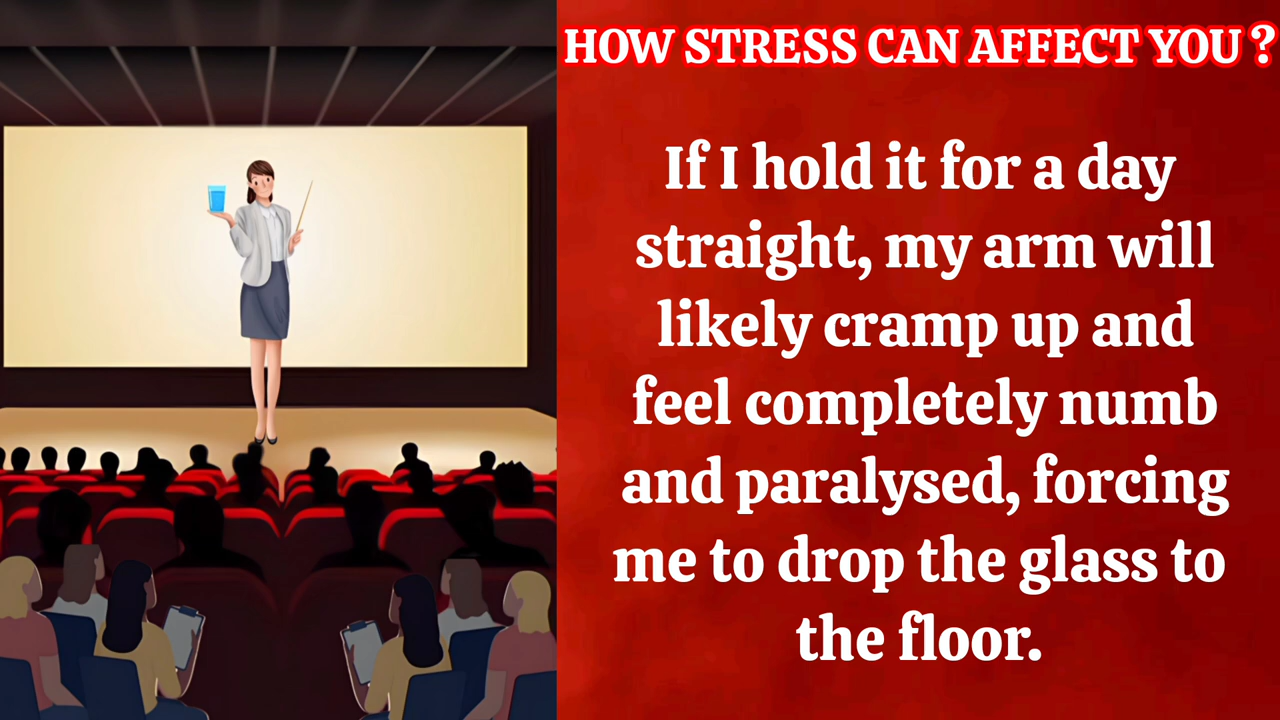 HOW STRESS CAN AFFECT YOU ?
If I hold it for a day
straight, my arm will
likely cramp up and
feel completely numb
and paralysed, forcing
me to drop the glass to
the floor.